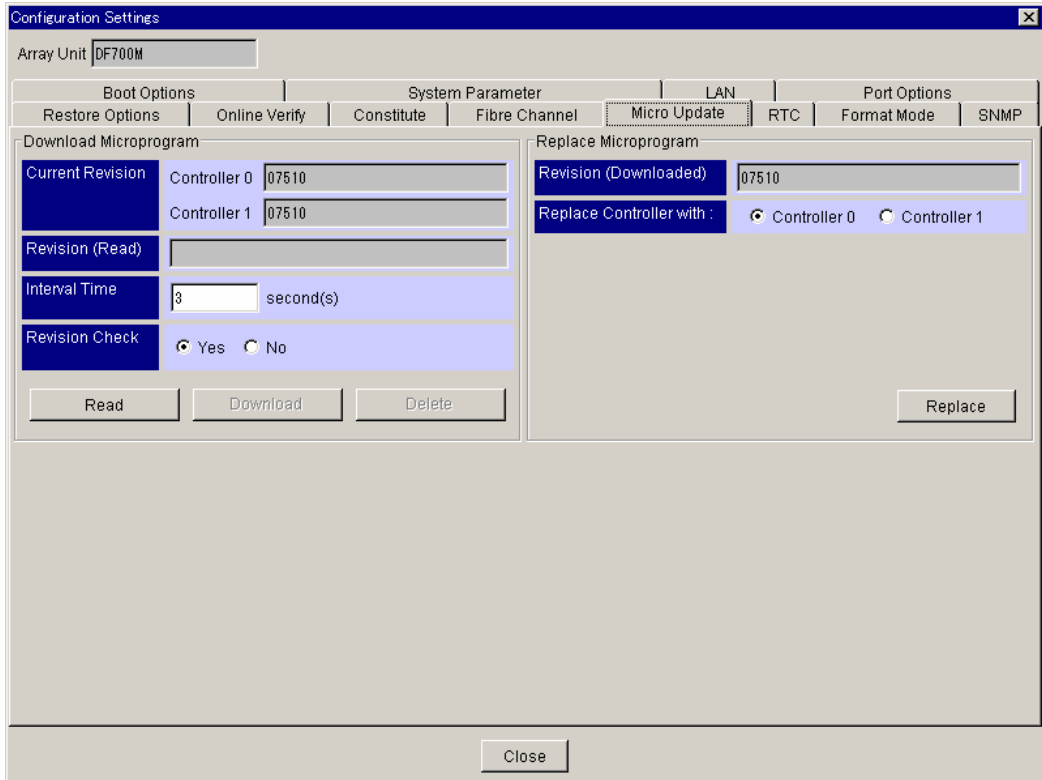 Configuration Settings
Array Unit DF700M
Boot Options System Parameter LAN Port Options
Restore Options Online Verify Constitute Fibre Channel Micro Update RTC Format Mode SNMP
Download Microprogram
Current Revision Controller 0 07510
Controller 1 07510
Revision (Read)
Interval Time 3 second(s)
Revision Check Yes No
Read Download Delete
Replace Microprogram
Revision (Downloaded) 07510
Replace Controller with : Controller 0 Controller 1
Replace
Close